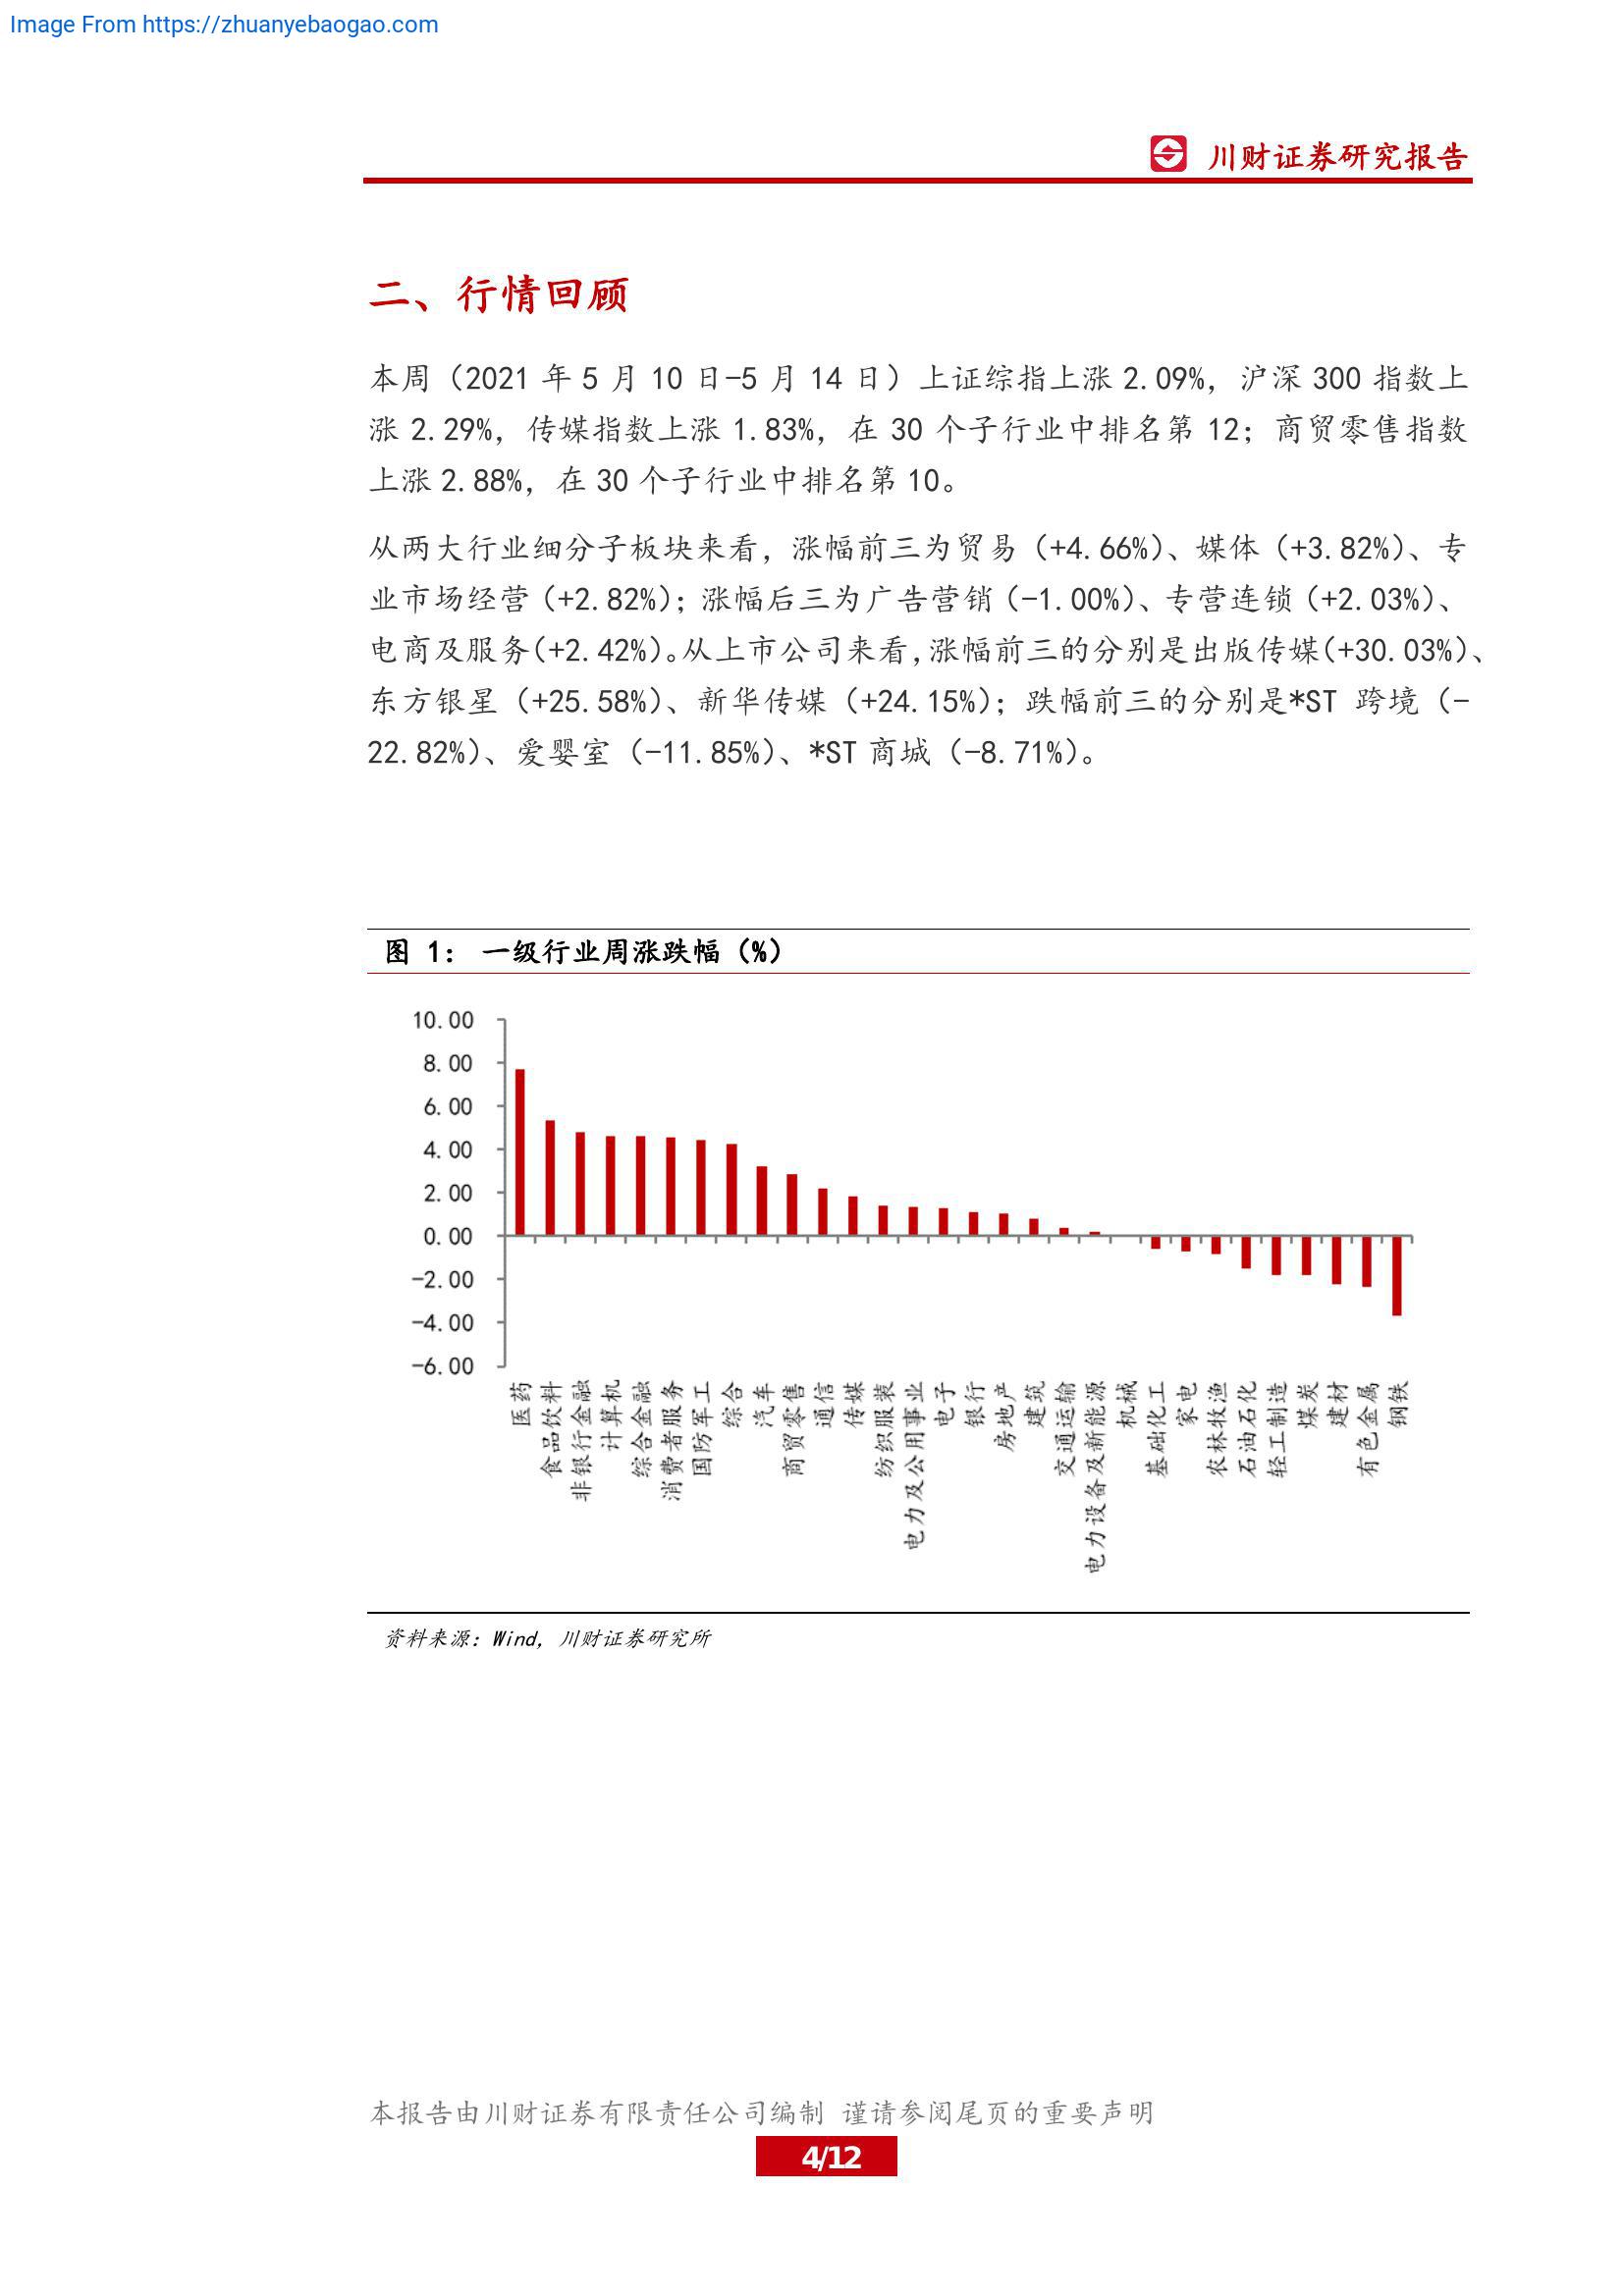 Image From https://zhuanyebaogao.com
川财证券研究报告
二、行情回顾
本周（2021 年 5 月 10 日-5 月 14 日）上证综指上涨 2.09%，沪深 300 指数上
涨 2.29%，传媒指数上涨 1.83%，在 30 个子行业中排名第 12；商贸零售指数
上涨 2.88%，在 30 个子行业中排名第 10。
从两大行业细分子板块来看，涨幅前三为贸易（+4.66%）、媒体（+3.82%）、专
业市场经营（+2.82%）；涨幅后三为广告营销（-1.00%）、专营连锁（+2.03%）、
电商及服务（+2.42%）。从上市公司来看，涨幅前三的分别是出版传媒（+30.03%）、
东方银星（+25.58%）、新华传媒（+24.15%）；跌幅前三的分别是*ST 跨境（-
22.82%）、爱婴室（-11.85%）、*ST 商城（-8.71%）。
图 1： 一级行业周涨跌幅（%）
10.00
8.00
6.00
4.00
2.00
0.00
-2.00
-4.00
-6.00
医药
食品饮料
非银行金融
计算机
综合金融
消费者服务
国防军工
综合
汽车
商贸零售
通信
传媒
纺织服装
电力及公用事业
电子
银行
房地产
建筑
交通运输
电力设备及新能源
机械
基础化工
家电
农林牧渔
石油石化
轻工制造
煤炭
建材
有色金属
钢铁
资料来源：Wind，川财证券研究所
本报告由川财证券有限责任公司编制 谨请参阅尾页的重要声明
4/12